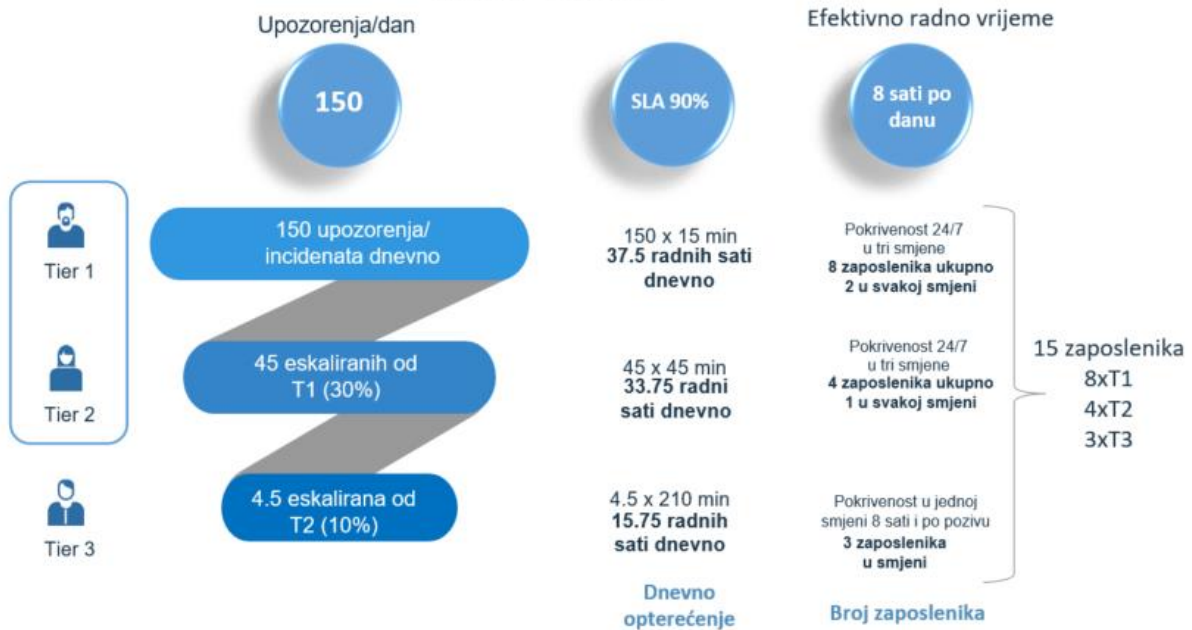 Upozorenja/dan
Efektivno radno vrijeme
150
SLA 90%
8 sati po
danu
Tier 1
150 upozorenja/
incidenata dnevno
150 x 15 min
37.5 radnih sati
dnevno
Pokrivenost 24/7
u tri smjene
8 zaposlenika ukupno
2 u svakoj smjeni
Tier 2
45 eskaliranih od
T1 (30%)
45 x 45 min
33.75 radni
sati dnevno
Pokrivenost 24/7
u tri smjene
4 zaposlenika ukupno
1 u svakoj smjeni
15 zaposlenika
8xT1
4xT2
3xT3
Tier 3
4.5 eskalirana od
T2 (10%)
4.5 x 210 min
15.75 radnih
sati dnevno
Pokrivenost u jednoj
smjeni 8 sati i po pozivu
3 zaposlenika
u smjeni
Dnevno
opterećenje
Broj zaposlenika